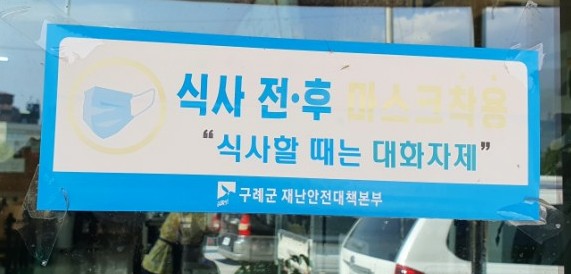 식사 전·후 마스크착용
“식사할 때는 대화자제”
구례군 재난안전대책본부